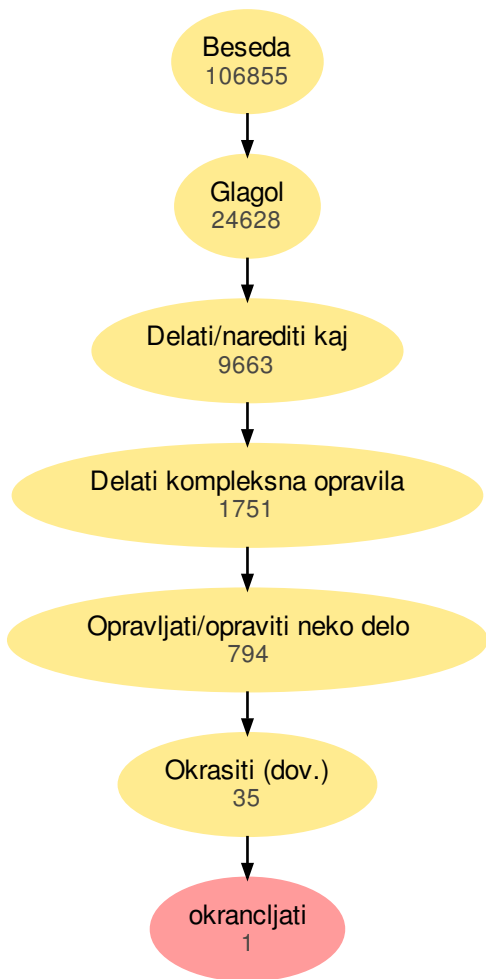 Beseda
106855
Glagol
24628
Delati/narediti kaj
9663
Delati kompleksna opravila
1751
Opravljati/opraviti neko delo
794
Okrasiti (dov.)
35
okrancljati
1